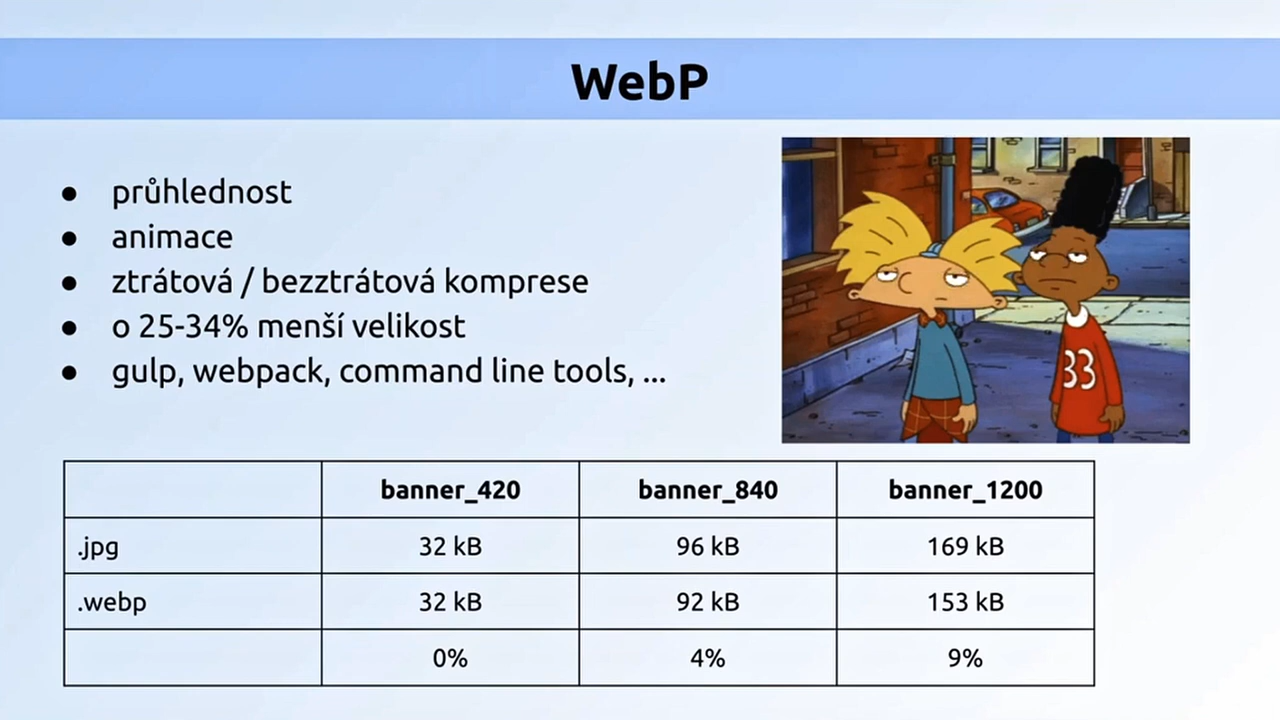 WebP
● průhlednost
● animace
● ztrátová / bezztrátová komprese
● o 25-34% menší velikost
● gulp, webpack, command line tools, ...
33
banner_420 banner_840 banner_1200
.jpg 32 kB 96 kB 169 kB
.webp 32 kB 92 kB 153 kB
0% 4% 9%